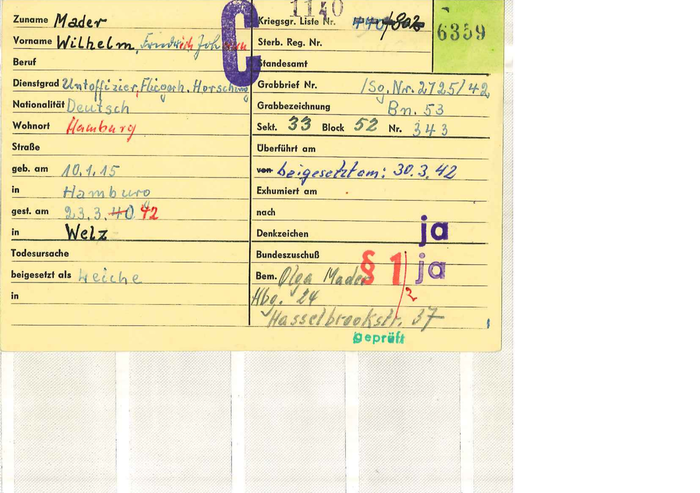 Zuname Mader
Vorname Wilhelm, Friedrich Johann
Beruf
Dienstgrad Untoffizier, Fliegerh. Horsching
Nationalität Deutsch
Wohnort Hamburg
Straße
geb. am 10.1.15
in Hamburg
gest. am 23.3.40 42
in Welz
Todesursache
beigesetzt als Leiche
in
C
1140
Kriegsgr. Liste Nr.
6359
Sterb. Reg. Nr.
Standesamt
Grabbrief Nr. /So, Nr. 2725/42
Grabbezeichnung Bn. 53
Sekt. 33 Block 52 Nr. 343
Überführt am
von beigesetzt am: 30.3.42
Exhumiert am
nach
Denkzeichen ja
Bundeszuschuß § 1/2 ja
Bem. Olga Mader
Hbg. 24
Hasselbrookstr. 37
geprüft